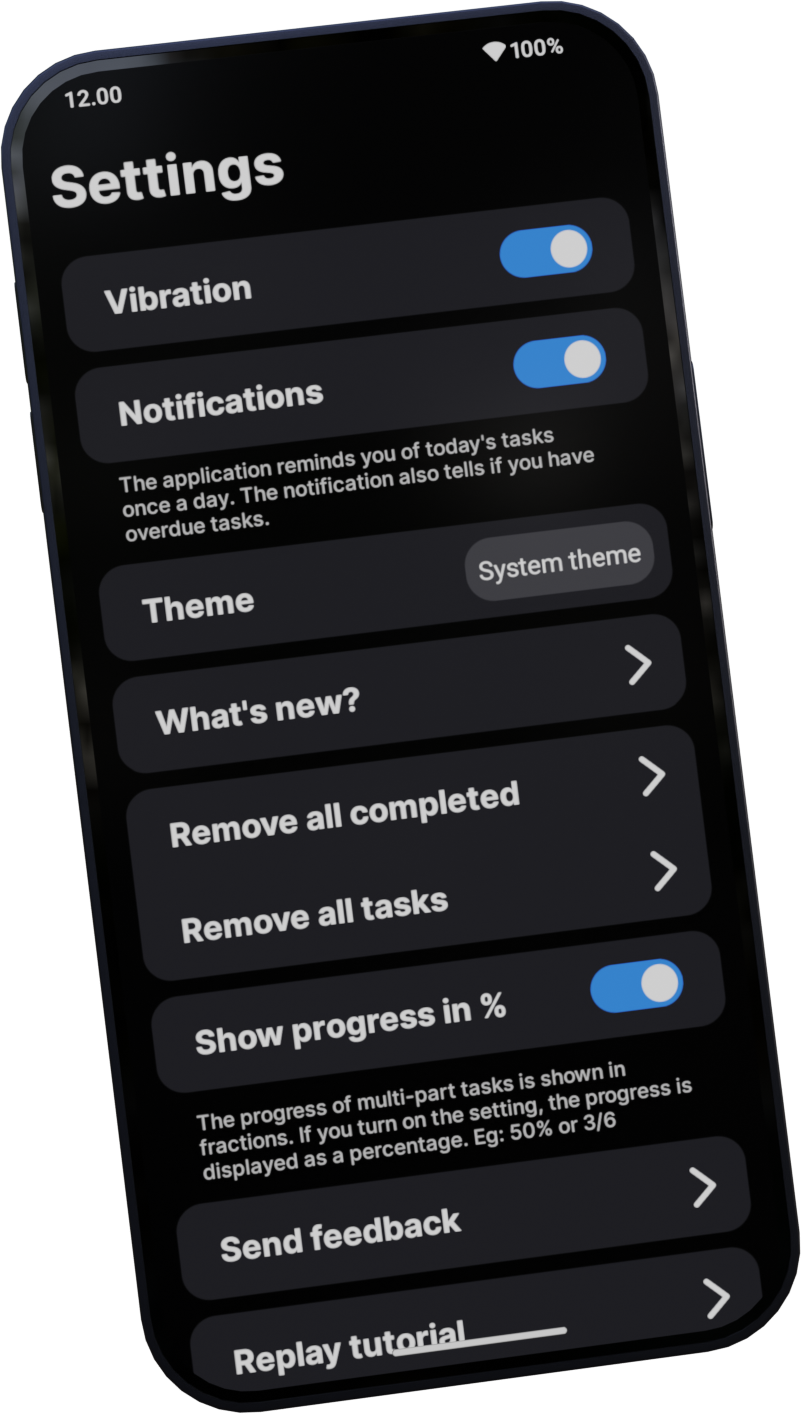 12.00
100%
Settings
Vibration
Notifications
The application reminds you of today's tasks
once a day. The notification also tells if you have
overdue tasks.
Theme
System theme
What's new?
Remove all completed
Remove all tasks
Show progress in %
The progress of multi-part tasks is shown in
fractions. If you turn on the setting, the progress is
displayed as a percentage. Eg: 50% or 3/6
Send feedback
Replay tutorial